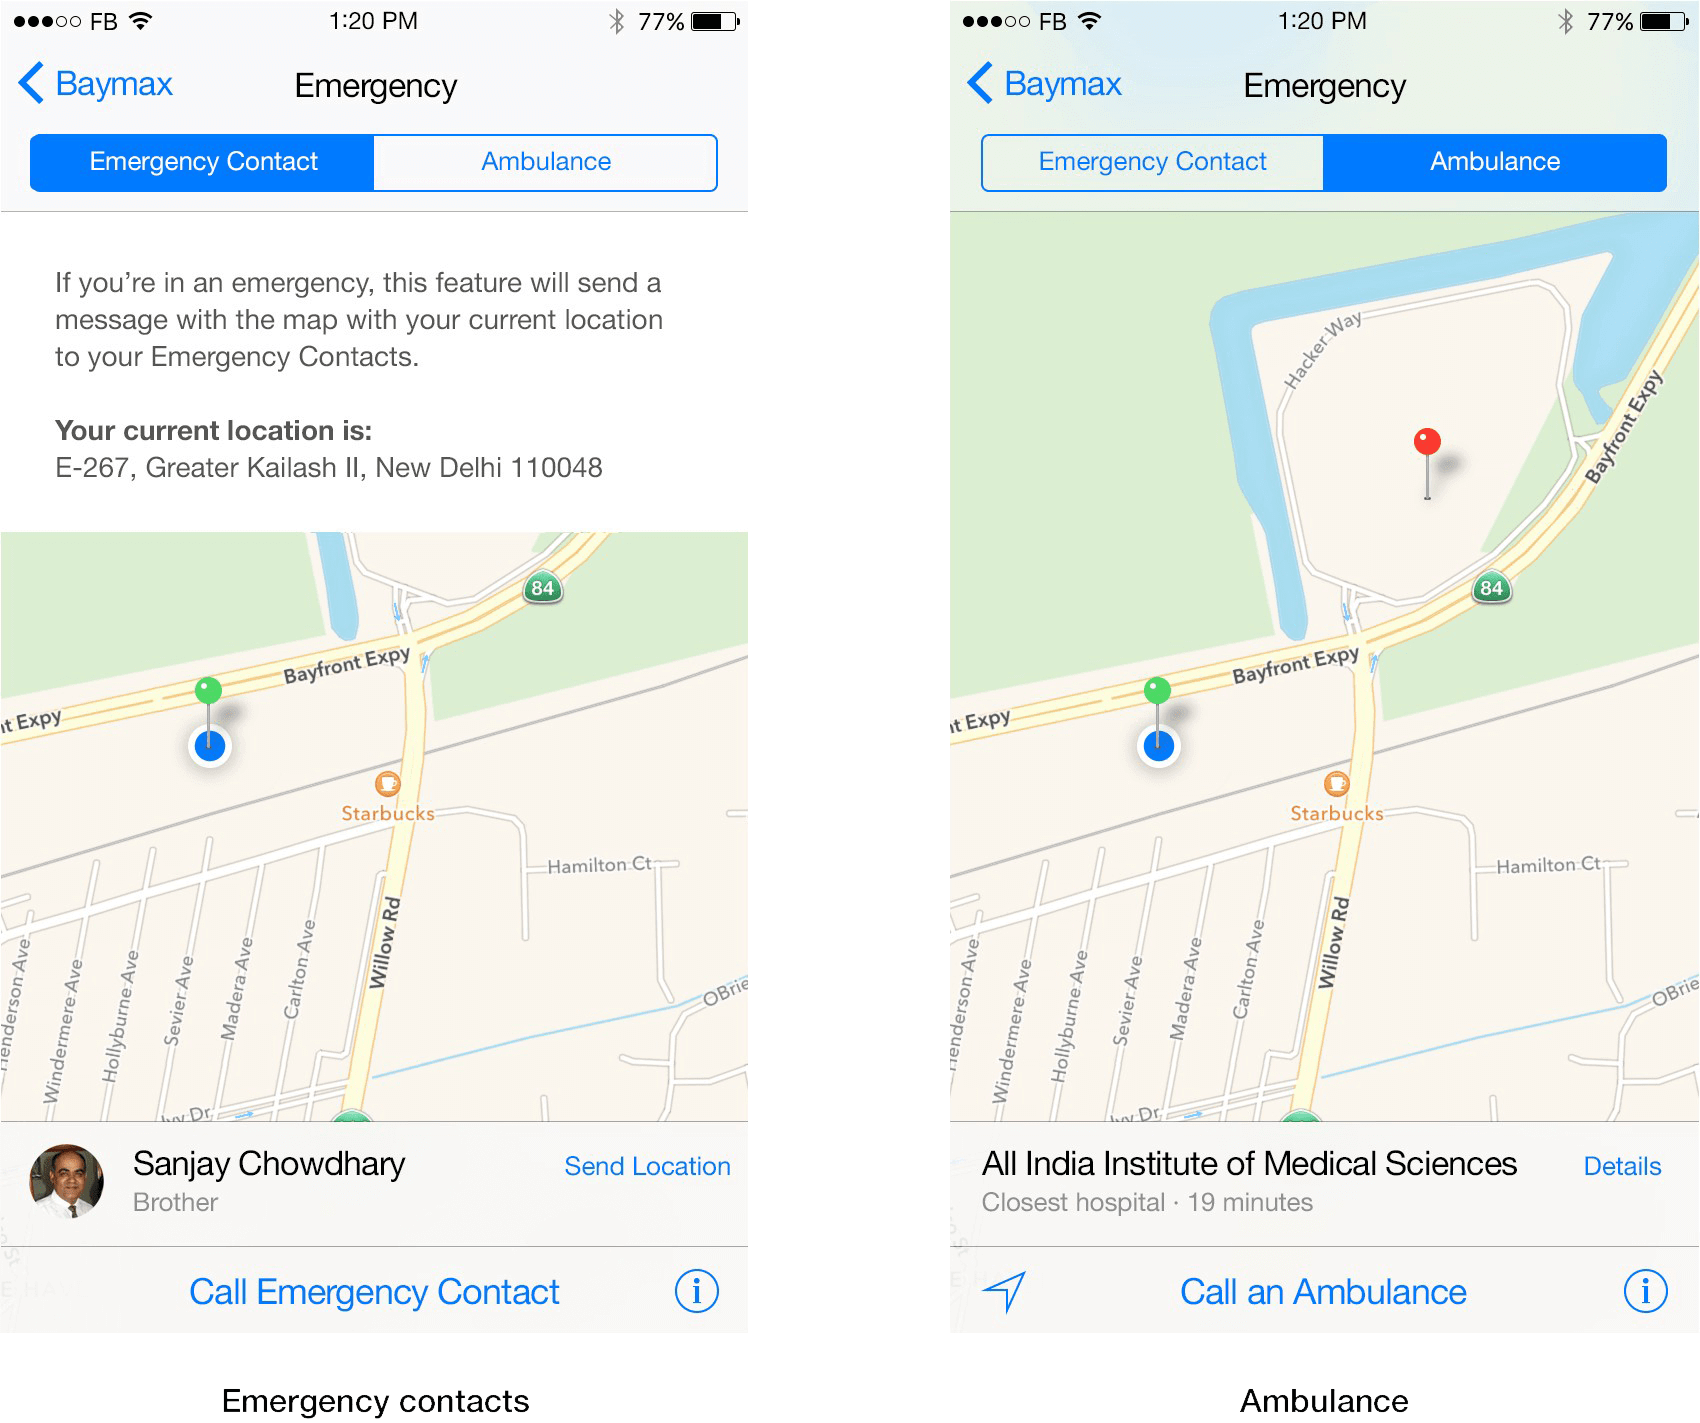 FB 1:20 PM 77%
Baymax Emergency
Emergency Contact Ambulance
If you’re in an emergency, this feature will send a
message with the map with your current location
to your Emergency Contacts.
Your current location is:
E-267, Greater Kailash II, New Delhi 110048
84
Bayfront Expy
Expy
Starbucks
Hamilton Ct
Willow Rd
Carlton Ave
Madera Ave
Sevier Ave
Hollyburne Ave
Windermere Ave
enderson Ave
OBrie
Ivy Dr
Sanjay Chowdhary
Brother
Send Location
Call Emergency Contact
Emergency contacts
FB 1:20 PM 77%
Baymax Emergency
Emergency Contact Ambulance
Hacker Way
Bayfront Expy
84
Bayfront Expy
Expy
Starbucks
Hamilton Ct
Willow Rd
Carlton Ave
Madera Ave
Sevier Ave
Hollyburne Ave
Windermere Ave
enderson Ave
OBrie
Ivy Dr
All India Institute of Medical Sciences
Closest hospital · 19 minutes
Details
Call an Ambulance
Ambulance